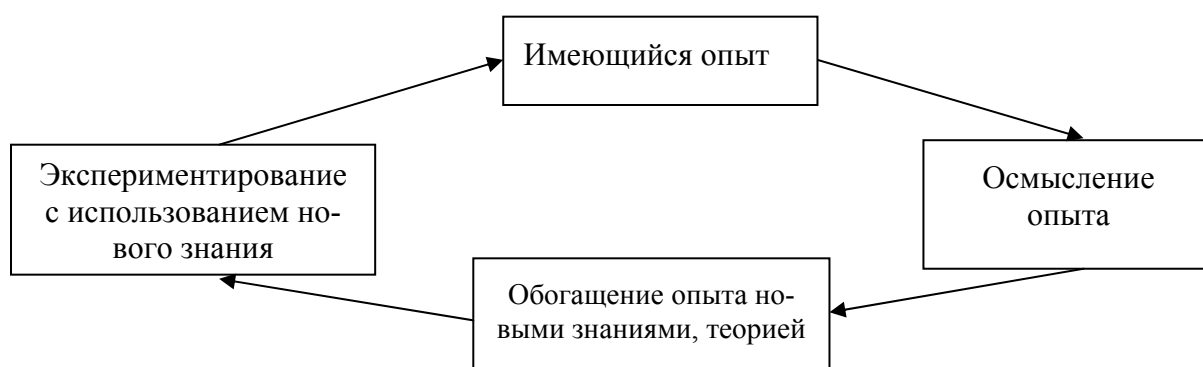 Имеющийся опыт
Экспериментирование
с использованием но-
вого знания
Осмысление
опыта
Обогащение опыта но-
выми знаниями, теорией